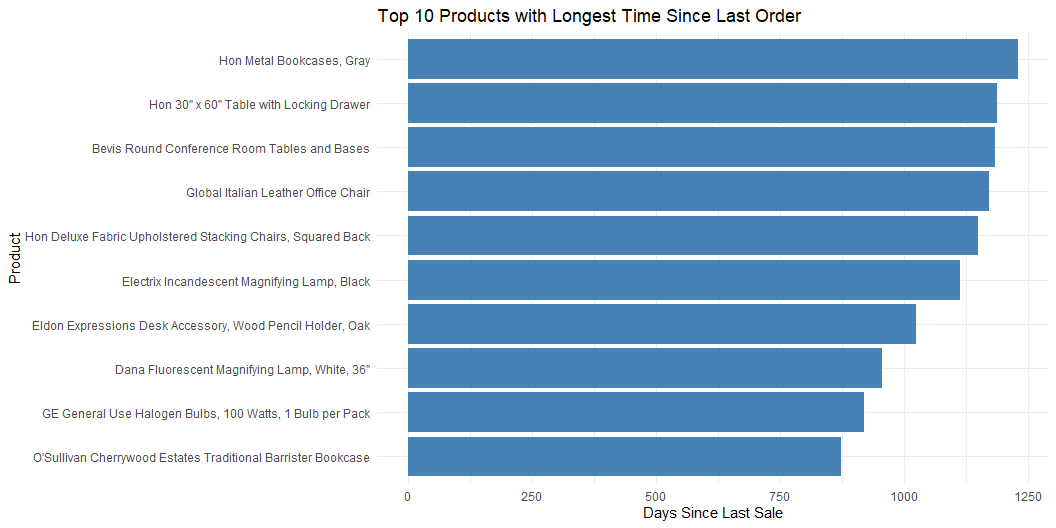 Top 10 Products with Longest Time Since Last Order
Product
Hon Metal Bookcases, Gray
Hon 30" x 60" Table with Locking Drawer
Bevis Round Conference Room Tables and Bases
Global Italian Leather Office Chair
Hon Deluxe Fabric Upholstered Stacking Chairs, Squared Back
Electrix Incandescent Magnifying Lamp, Black
Eldon Expressions Desk Accessory, Wood Pencil Holder, Oak
Dana Fluorescent Magnifying Lamp, White, 36"
GE General Use Halogen Bulbs, 100 Watts, 1 Bulb per Pack
O'Sullivan Cherrywood Estates Traditional Barrister Bookcase
0 250 500 750 1000 1250
Days Since Last Sale